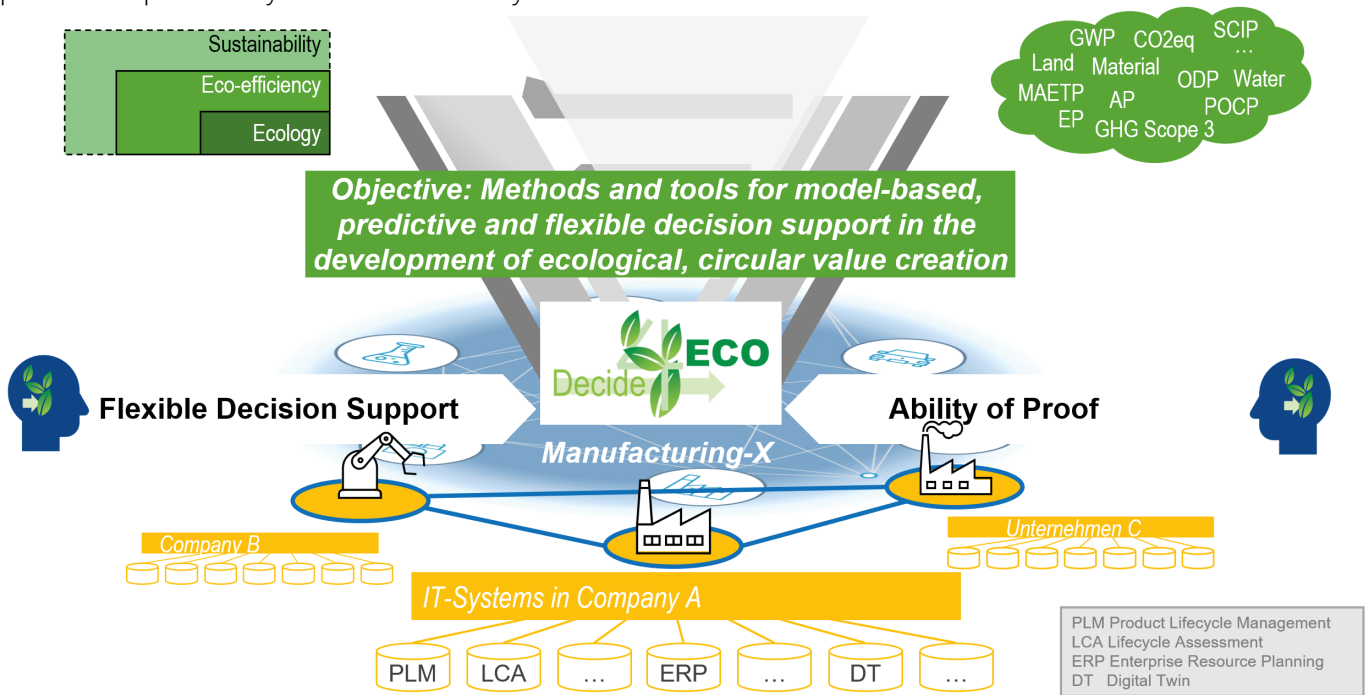 Sustainability
Eco-efficiency
Ecology
GWP CO2eq SCIP
...
Land Material ODP Water
MAETP AP POCP
EP GHG Scope 3
Objective: Methods and tools for model-based,
predictive and flexible decision support in the
development of ecological, circular value creation
Decide 4 ECO
Flexible Decision Support
Ability of Proof
Manufacturing-X
Company B
Unternehmen C
IT-Systems in Company A
PLM LCA ... ERP ... DT ...
PLM Product Lifecycle Management
LCA Lifecycle Assessment
ERP Enterprise Resource Planning
DT Digital Twin